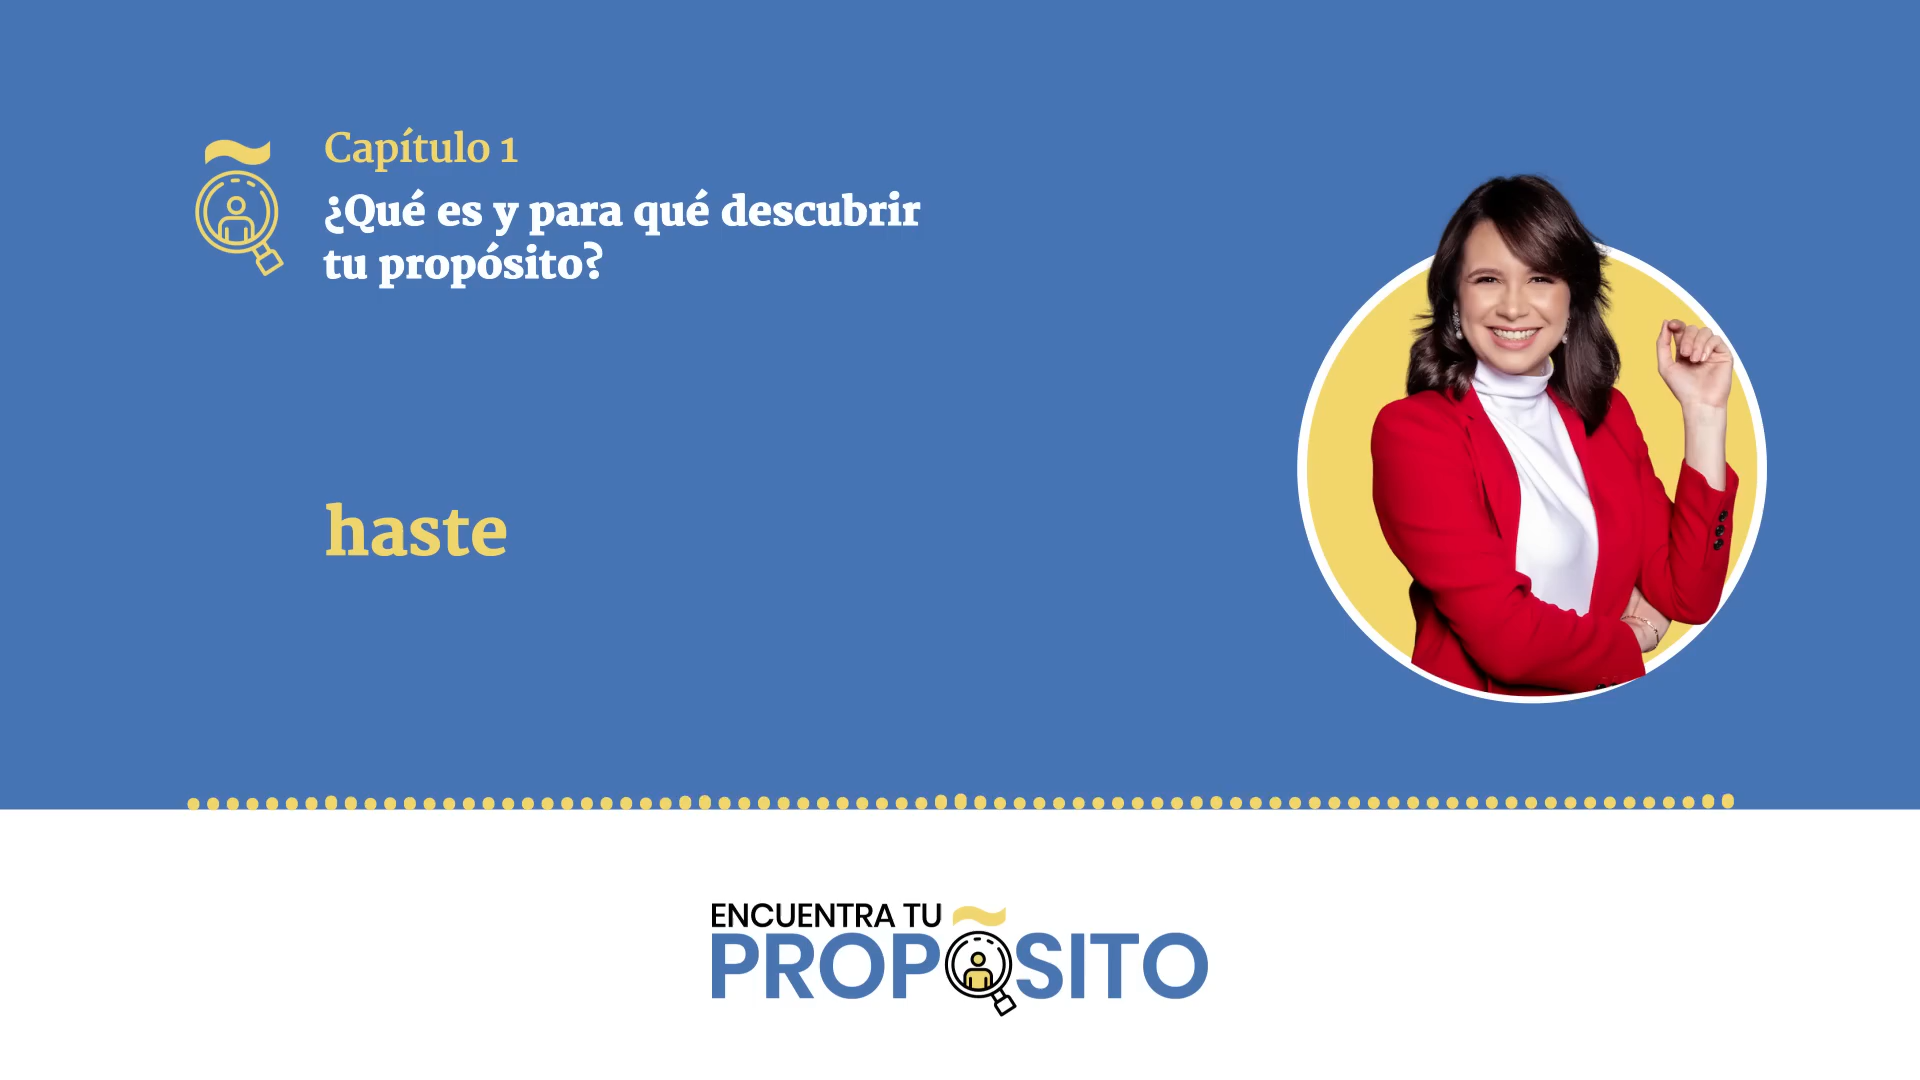 Capítulo 1
¿Qué es y para qué descubrir
tu propósito?
haste
ENCUENTRA TU
PROPÓSITO